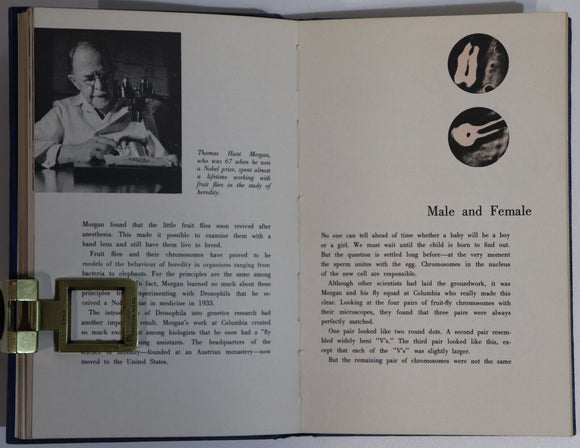 Thomas Hunt Morgan,
who was 67 when he
won a Nobel prize, spent almost
a lifetime working with
fruit flies in the study of
heredity.
Morgan found that the little fruit flies soon revived after
anesthesia. This made it possible to examine them with a
hand lens and still have them live to breed.
Fruit flies and their chromosomes have proved to be
models of the behaviour of heredity in organisms ranging from
bacteria to elephants. For the principles are the same among
in fact, Morgan learned so much about these
principles fr experimenting with Drosophila that he re-
ceived a Nob in medicine in 1933.
The intro of Drosophila into genetics research had
another impor result. Morgan's work at Columbia created
so much exci among biologists that he soon had a "fly
ing assistants. The headquarters of the
science of heredity—founded at an Austrian monastery—now
moved to the United States.
Male and Female
No one can tell ahead of time whether a baby will be a boy
or a girl. We must wait until the child is born to find out.
But the question is settled long before—at the very moment
the sperm unites with the egg. Chromosomes in the nucleus
of the new cell are responsible.
Although other scientists had laid the groundwork, it was
Morgan and his fly squad at Columbia who really made this
clear. Looking at the four pairs of fruit-fly chromosomes with
their microscopes, they found that three pairs were always
perfectly matched.
One pair looked like two round dots. A second pair resem-
bled widely bent "V's." The third pair looked like this, ex-
cept that each of the "V's" was slightly larger.
But the remaining pair of chromosomes were not the same